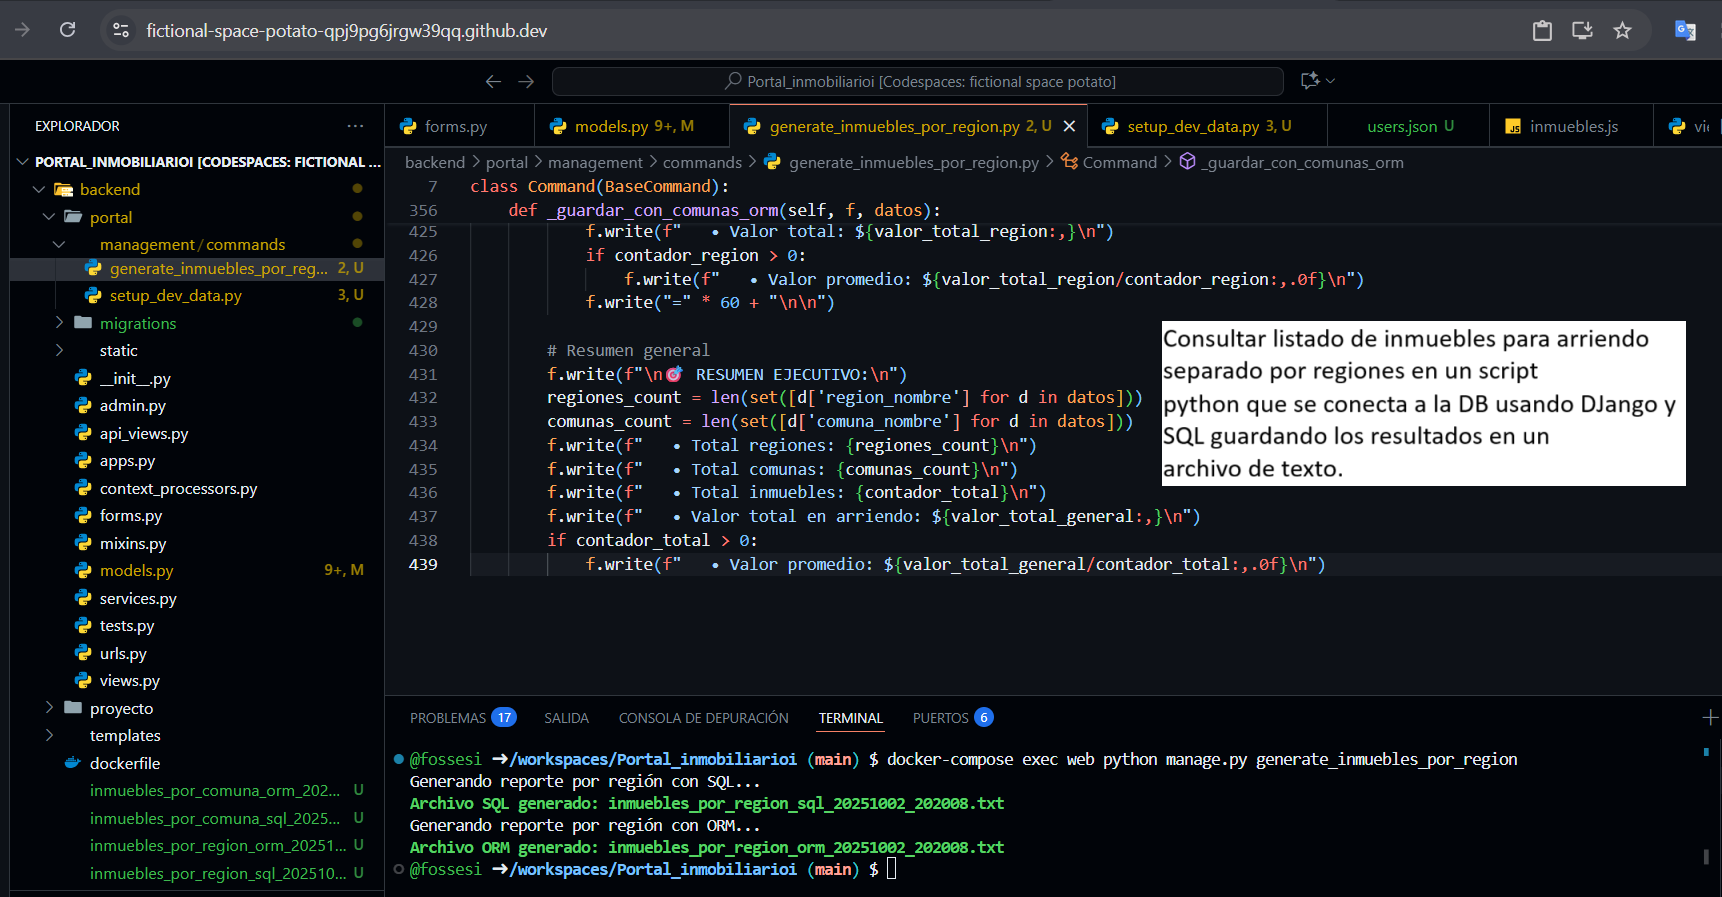 fictional-space-potato-qpj9pg6jrgw39qq.github.dev
Portal_inmobiliarioi [Codespaces: fictional space potato]
EXPLORADOR
PORTAL_INMOBILIARIOI [CODESPACES: FICTIONAL ...
backend
portal
management/commands
generate_inmuebles_por_reg... 2, U
setup_dev_data.py 3, U
migrations
static
__init__.py
admin.py
api_views.py
apps.py
context_processors.py
forms.py
mixins.py
models.py 9+, M
services.py
tests.py
urls.py
views.py
proyecto
templates
dockerfile
inmuebles_por_comuna_orm_202... U
inmuebles_por_comuna_sql_2025... U
inmuebles_por_region_orm_20251... U
inmuebles_por_region_sql_202510... U
forms.py
models.py 9+, M
generate_inmuebles_por_region.py 2, U
setup_dev_data.py 3, U
users.json U
JS inmuebles.js
vi
backend > portal > management > commands > generate_inmuebles_por_region.py > Command > _guardar_con_comunas_orm
7 class Command(BaseCommand):
356 def _guardar_con_comunas_orm(self, f, datos):
425 f.write(f"   • Valor total: ${valor_total_region:,}\n")
426 if contador_region > 0:
427 f.write(f"   • Valor promedio: ${valor_total_region/contador_region:,.0f}\n")
428 f.write("=" * 60 + "\n\n")
429
430 # Resumen general
431 f.write(f"\n🎯 RESUMEN EJECUTIVO:\n")
432 regiones_count = len(set([d['region_nombre'] for d in datos]))
433 comunas_count = len(set([d['comuna_nombre'] for d in datos]))
434 f.write(f"   • Total regiones: {regiones_count}\n")
435 f.write(f"   • Total comunas: {comunas_count}\n")
436 f.write(f"   • Total inmuebles: {contador_total}\n")
437 f.write(f"   • Valor total en arriendo: ${valor_total_general:,}\n")
438 if contador_total > 0:
439 f.write(f"   • Valor promedio: ${valor_total_general/contador_total:,.0f}\n")
Consultar listado de inmuebles para arriendo
separado por regiones en un script
python que se conecta a la DB usando DJango y
SQL guardando los resultados en un
archivo de texto.
PROBLEMAS 17 SALIDA CONSOLA DE DEPURACIÓN TERMINAL PUERTOS 6
@fossesi ➜/workspaces/Portal_inmobiliarioi (main) $ docker-compose exec web python manage.py generate_inmuebles_por_region
Generando reporte por región con SQL...
Archivo SQL generado: inmuebles_por_region_sql_20251002_202008.txt
Generando reporte por región con ORM...
Archivo ORM generado: inmuebles_por_region_orm_20251002_202008.txt
@fossesi ➜/workspaces/Portal_inmobiliarioi (main) $